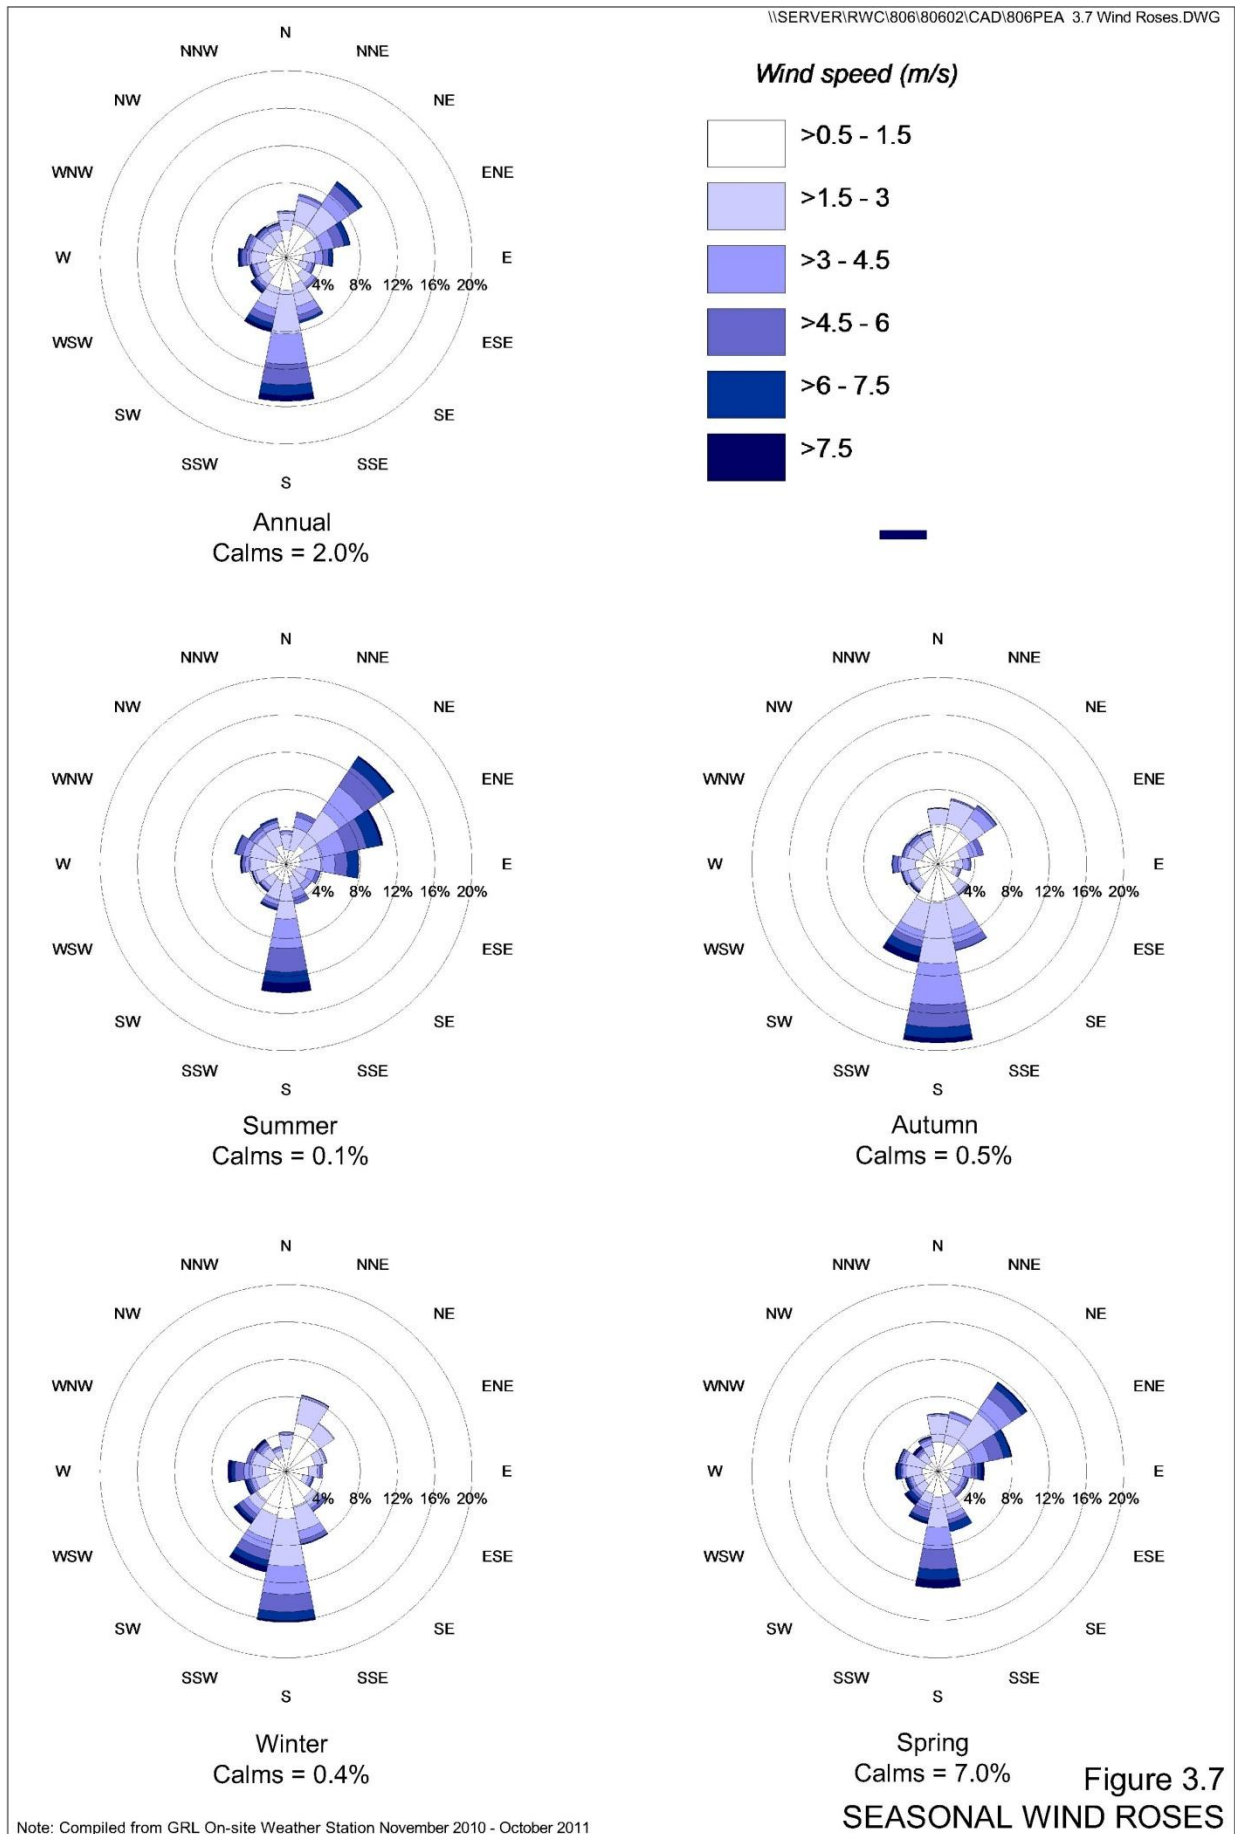 \\SERVER\RWC\806\80602\CAD\806PEA 3.7 Wind Roses.DWG
N
NNW NNE
NW NE
WNW ENE
W E
4% 8% 12% 16% 20%
WSW ESE
SW SE
SSW SSE
S
Annual
Calms = 2.0%
Wind speed (m/s)
>0.5 - 1.5
>1.5 - 3
>3 - 4.5
>4.5 - 6
>6 - 7.5
>7.5
N
NNW NNE
NW NE
WNW ENE
W E
4% 8% 12% 16% 20%
WSW ESE
SW SE
SSW SSE
S
Summer
Calms = 0.1%
N
NNW NNE
NW NE
WNW ENE
W E
4% 8% 12% 16% 20%
WSW ESE
SW SE
SSW SSE
S
Autumn
Calms = 0.5%
N
NNW NNE
NW NE
WNW ENE
W E
4% 8% 12% 16% 20%
WSW ESE
SW SE
SSW SSE
S
Winter
Calms = 0.4%
N
NNW NNE
NW NE
WNW ENE
W E
4% 8% 12% 16% 20%
WSW ESE
SW SE
SSW SSE
S
Spring
Calms = 7.0%
Figure 3.7
SEASONAL WIND ROSES
Note: Compiled from GRL On-site Weather Station November 2010 - October 2011